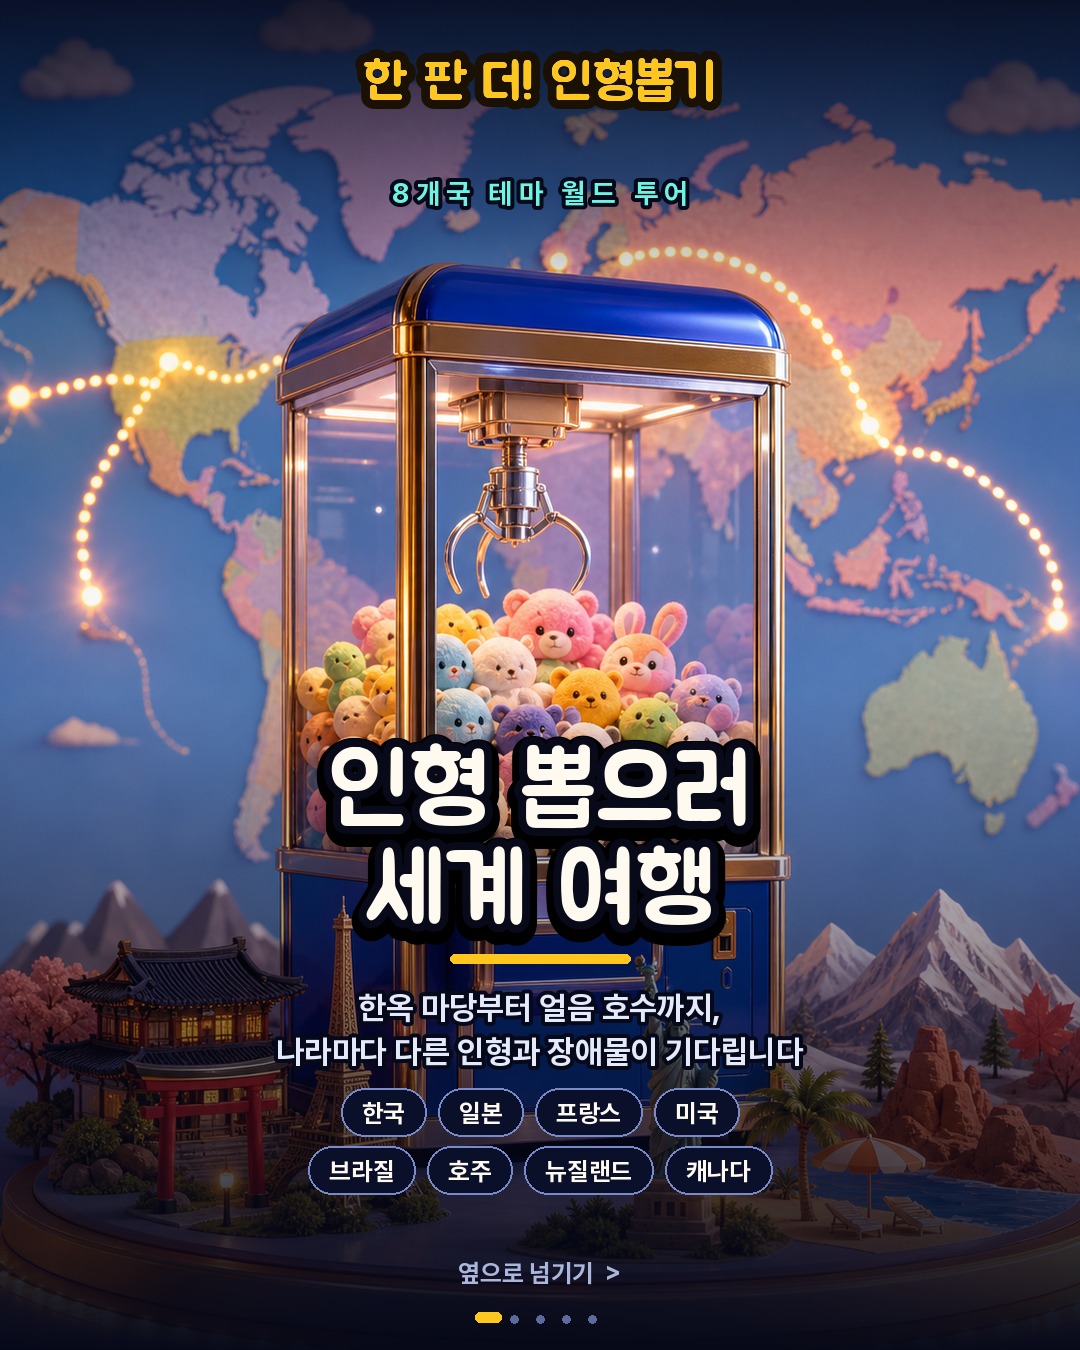 한 판 더! 인형뽑기
8개국 테마 월드 투어
인형 뽑으러
세계 여행
한옥 마당부터 얼음 호수까지,
나라마다 다른 인형과 장애물이 기다립니다
한국 일본 프랑스 미국
브라질 호주 뉴질랜드 캐나다
옆으로 넘기기 >